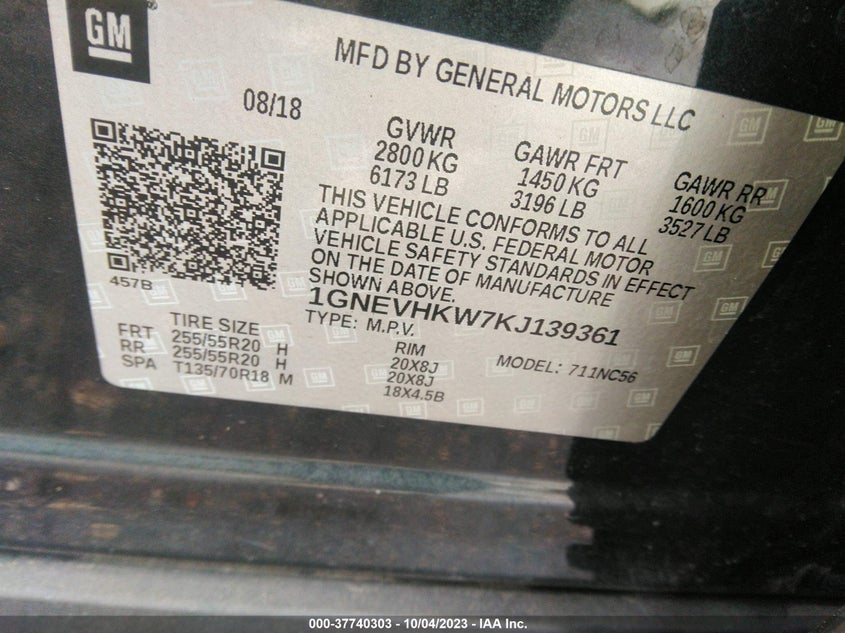 GM
MFD BY GENERAL MOTORS LLC
08/18
GVWR
2800 KG
6173 LB
GAWR FRT
1450 KG
3196 LB
GAWR RR
1600 KG
3527 LB
THIS VEHICLE CONFORMS TO ALL
APPLICABLE U.S. FEDERAL MOTOR
VEHICLE SAFETY STANDARDS IN EFFECT
ON THE DATE OF MANUFACTURE
SHOWN ABOVE.
457B
1GNEVHKW7KJ139361
TYPE: M.P.V.
MODEL: 711NC56
TIRE SIZE RIM
FRT 255/55R20 H 20X8J
RR 255/55R20 H 20X8J
SPA T135/70R18 M 18X4.5B
000-37740303 - 10/04/2023 - IAA Inc.